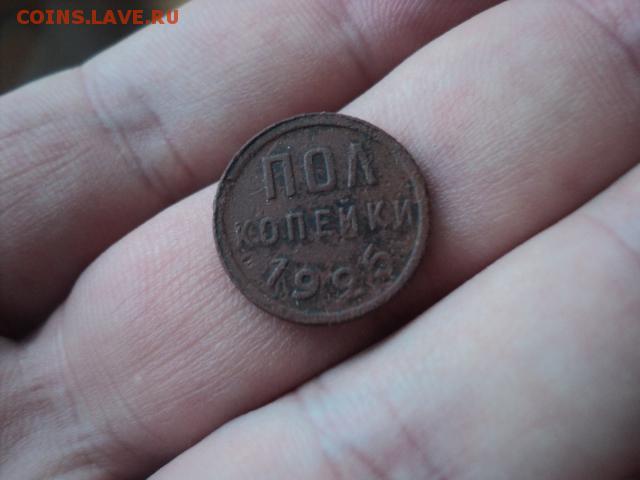 COINS.LAVE.RU
ПОЛ
КОПЕЙКИ
1925